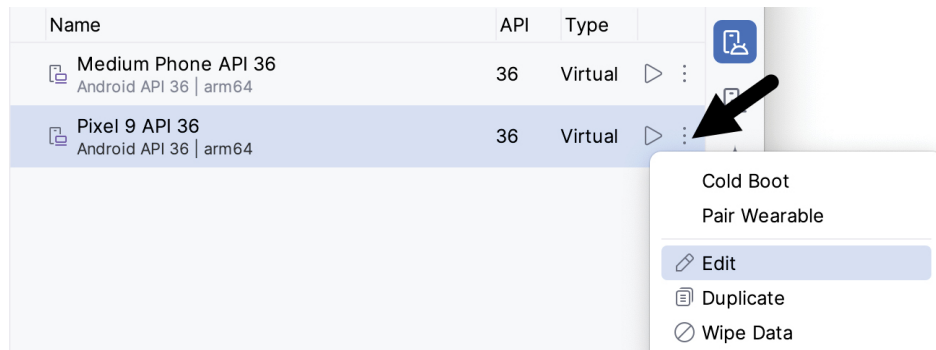 Name API Type
Medium Phone API 36
Android API 36 | arm64
36 Virtual
Pixel 9 API 36
Android API 36 | arm64
36 Virtual
Cold Boot
Pair Wearable
Edit
Duplicate
Wipe Data